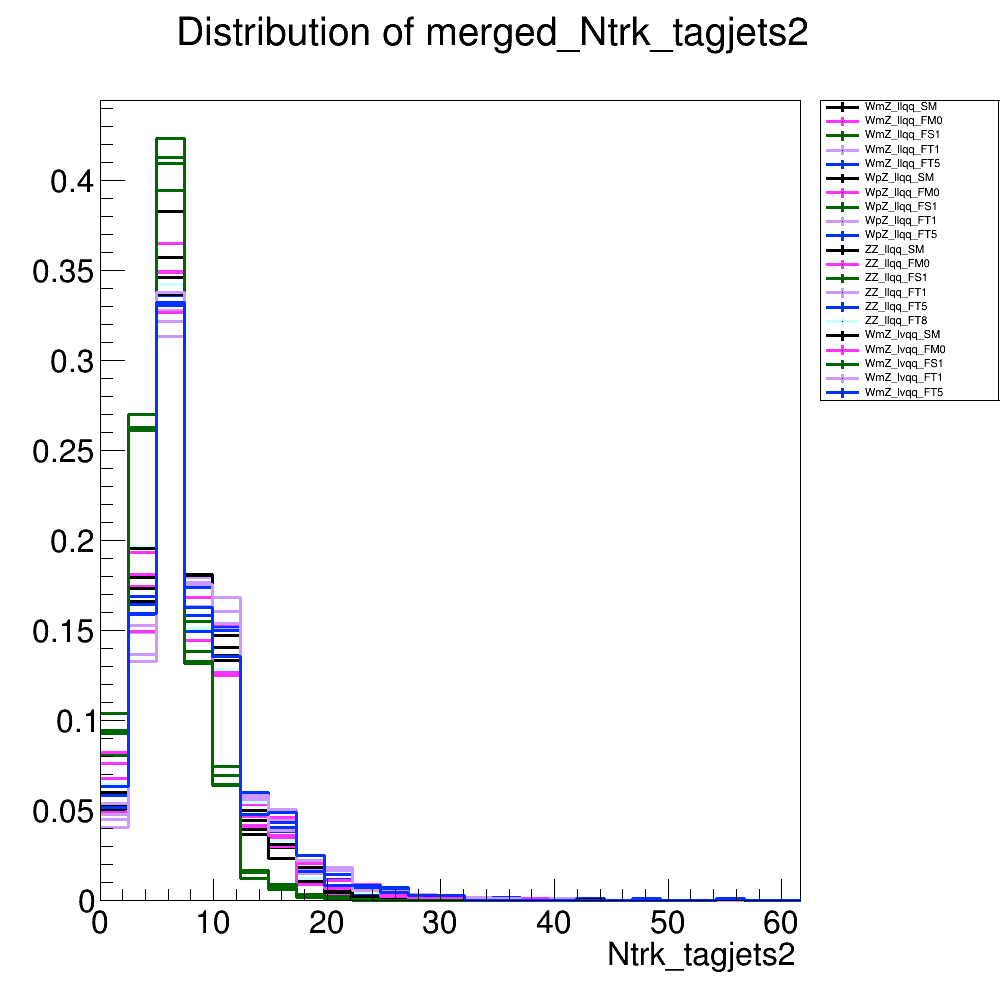 Distribution of merged_Ntrk_tagjets2
WmZ_llqq_SM
WmZ_llqq_FM0
WmZ_llqq_FS1
WmZ_llqq_FT1
WmZ_llqq_FT5
WpZ_llqq_SM
WpZ_llqq_FM0
WpZ_llqq_FS1
WpZ_llqq_FT1
WpZ_llqq_FT5
ZZ_llqq_SM
ZZ_llqq_FM0
ZZ_llqq_FS1
ZZ_llqq_FT1
ZZ_llqq_FT5
ZZ_llqq_FT8
WmZ_lvqq_SM
WmZ_lvqq_FM0
WmZ_lvqq_FS1
WmZ_lvqq_FT1
WmZ_lvqq_FT5
0.4
0.35
0.3
0.25
0.2
0.15
0.1
0.05
0
0 10 20 30 40 50 60
Ntrk_tagjets2